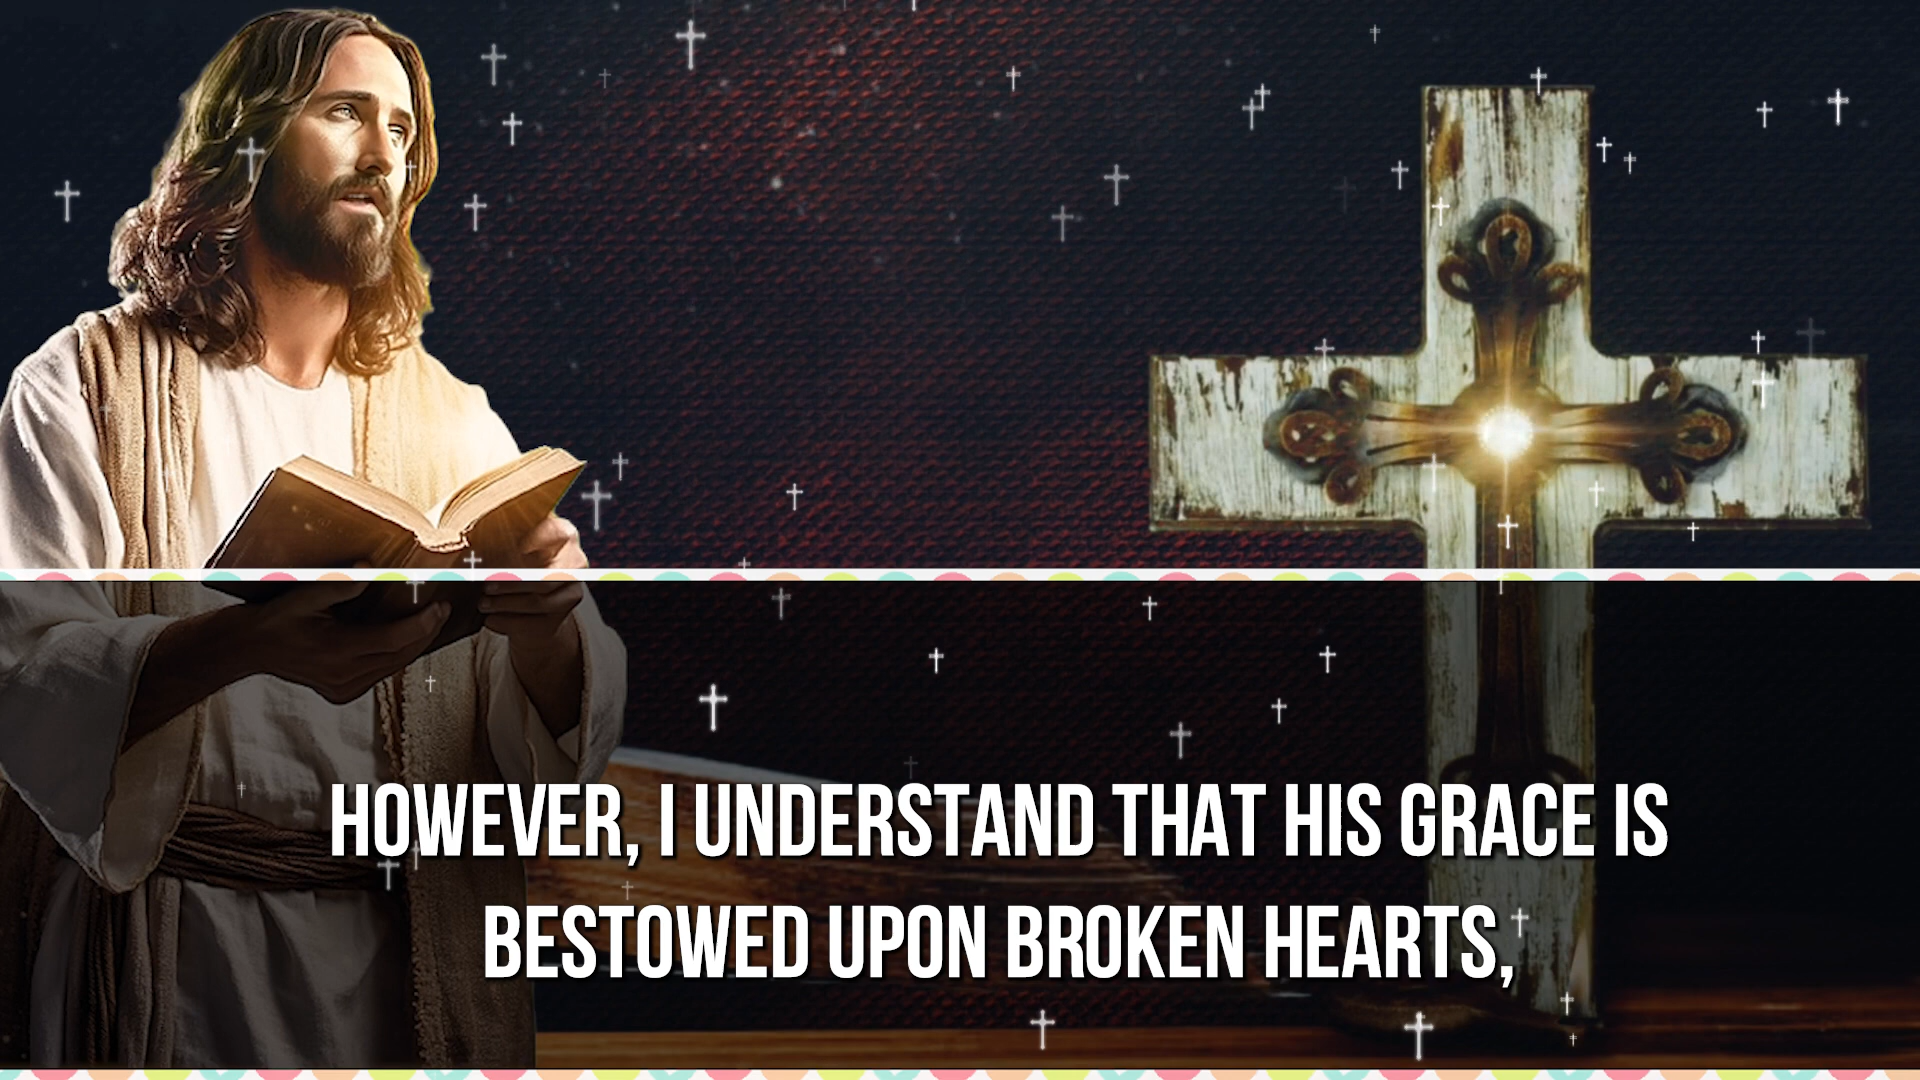 HOWEVER, I UNDERSTAND THAT HIS GRACE IS
BESTOWED UPON BROKEN HEARTS,